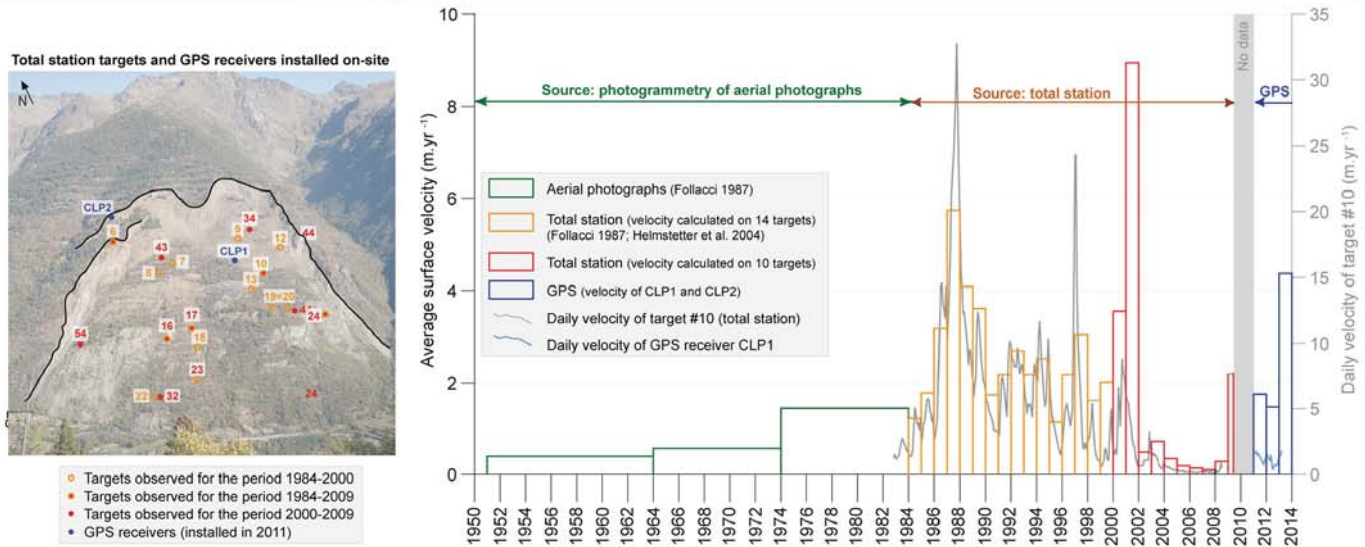 Total station targets and GPS receivers installed on-site
N
CLP2
6
9
34
44
12
43
7
8
CLP1
10
13
19=20
24
17
16
18
54
23
22
32
24
Targets observed for the period 1984-2000
Targets observed for the period 1984-2009
Targets observed for the period 2000-2009
GPS receivers (installed in 2011)
Average surface velocity (m.yr -1)
10
8
6
4
2
0
Source: photogrammetry of aerial photographs
Source: total station
No data
GPS
Aerial photographs (Follacci 1987)
Total station (velocity calculated on 14 targets)
(Follacci 1987; Helmstetter et al. 2004)
Total station (velocity calculated on 10 targets)
GPS (velocity of CLP1 and CLP2)
Daily velocity of target #10 (total station)
Daily velocity of GPS receiver CLP1
35
30
25
20
15
10
5
0
Daily velocity of target #10 (m.yr -1)
1950 1952 1954 1956 1958 1960 1962 1964 1966 1968 1970 1972 1974 1976 1978 1980 1982 1984 1986 1988 1990 1992 1994 1996 1998 2000 2002 2004 2006 2008 2010 2012 2014